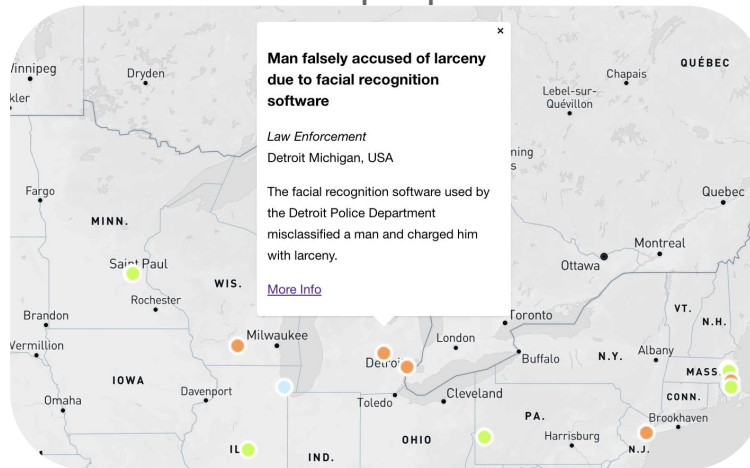 ×
Man falsely accused of larceny
due to facial recognition
software
Law Enforcement
Detroit Michigan, USA
The facial recognition software used by
the Detroit Police Department
misclassified a man and charged him
with larceny.
More Info
Winnipeg
Dryden
Chapais
QUÉBEC
Lebel-sur-
Quévillon
Fargo
Quebec
MINN.
Montreal
Saint Paul
Ottawa
WIS.
Rochester
VT.
N.H.
Brandon
Toronto
Milwaukee
London
Vermillion
Detroit
Buffalo
N.Y.
Albany
MASS.
IOWA
Davenport
Toledo
Cleveland
CONN.
Omaha
PA.
Brookhaven
OHIO
Harrisburg
IL
IND.
N.J.